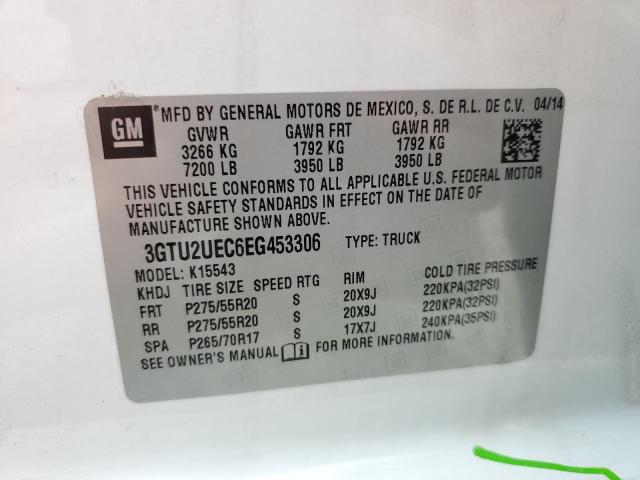 GM
*MFD BY GENERAL MOTORS DE MEXICO, S. DE R.L. DE C.V. 04/14
GVWR GAWR FRT GAWR RR
3266 KG 1792 KG 1792 KG
7200 LB 3950 LB 3950 LB
THIS VEHICLE CONFORMS TO ALL APPLICABLE U.S. FEDERAL MOTOR
VEHICLE SAFETY STANDARDS IN EFFECT ON THE DATE OF
MANUFACTURE SHOWN ABOVE.
3GTU2UEC6EG453306 TYPE: TRUCK
MODEL: K15543
KHDJ TIRE SIZE SPEED RTG RIM COLD TIRE PRESSURE
FRT P275/55R20 S 20X9J 220KPA(32PSI)
RR P275/55R20 S 20X9J 220KPA(32PSI)
SPA P265/70R17 S 17X7J 240KPA(35PSI)
SEE OWNER'S MANUAL FOR MORE INFORMATION.